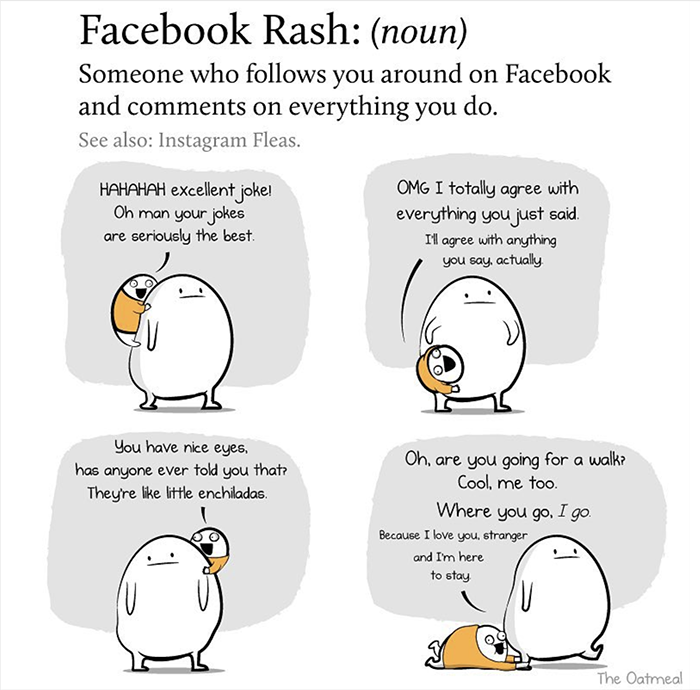 Facebook Rash: (noun)
Someone who follows you around on Facebook
and comments on everything you do.
See also: Instagram Fleas.
HAHAHAH excellent joke!
Oh man your jokes
are seriously the best.
OMG I totally agree with
everything you just said.
I'll agree with anything
you say, actually.
You have nice eyes,
has anyone ever told you that?
They're like little enchiladas.
Oh, are you going for a walk?
Cool, me too.
Where you go, I go.
Because I love you, stranger
and I'm here
to stay.
The Oatmeal